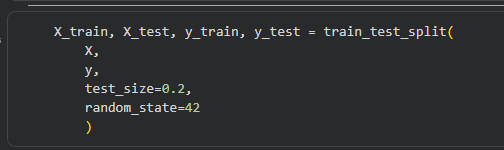 X_train, X_test, y_train, y_test = train_test_split(
    X,
    y,
    test_size=0.2,
    random_state=42
    )